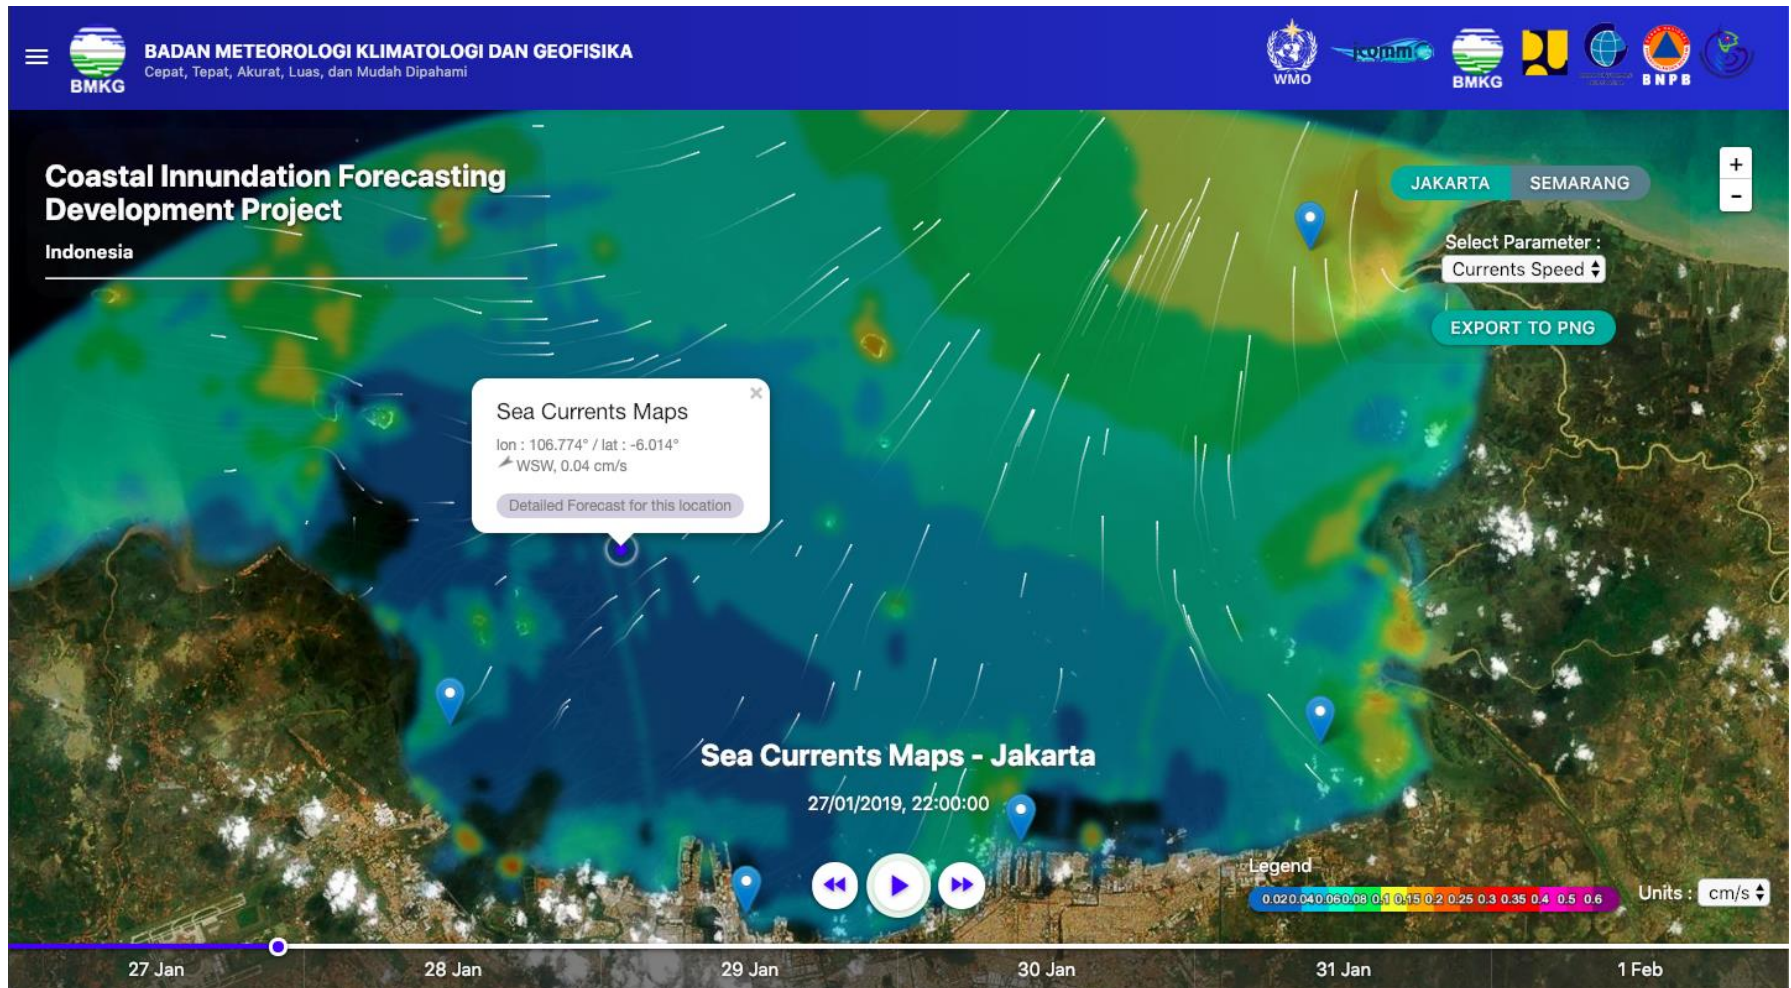 BMKG
BADAN METEOROLOGI KLIMATOLOGI DAN GEOFISIKA
Cepat, Tepat, Akurat, Luas, dan Mudah Dipahami
WMO
jcomm
BMKG
BNPB
Coastal Innundation Forecasting
Development Project
Indonesia
JAKARTA
SEMARANG
+
-
Select Parameter :
Currents Speed
EXPORT TO PNG
Sea Currents Maps
×
lon : 106.774° / lat : -6.014°
WSW, 0.04 cm/s
Detailed Forecast for this location
Sea Currents Maps - Jakarta
27/01/2019, 22:00:00
Legend
0.02 0.04 0.06 0.08 0.1 0.15 0.2 0.25 0.3 0.35 0.4 0.5 0.6
Units : cm/s
27 Jan
28 Jan
29 Jan
30 Jan
31 Jan
1 Feb